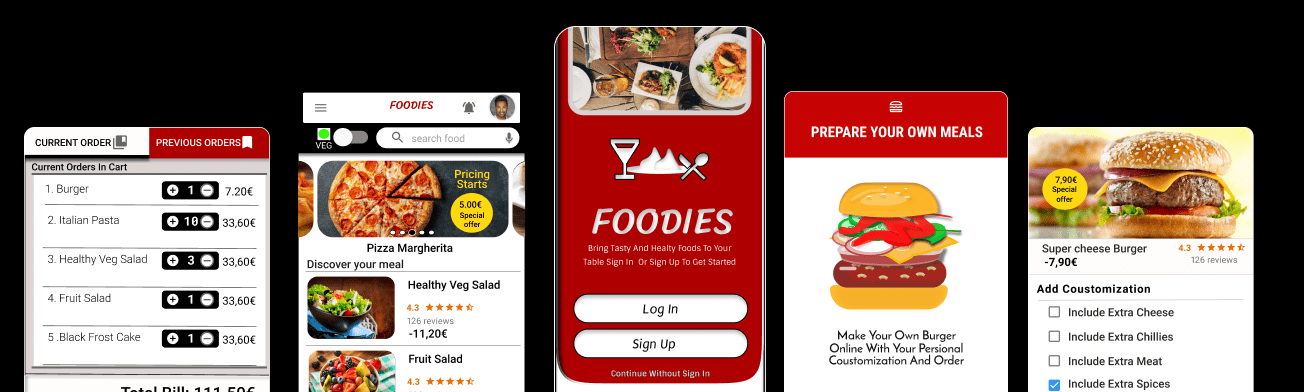 CURRENT ORDER
PREVIOUS ORDERS
Current Orders In Cart
1. Burger 1 7.20€
2. Italian Pasta 10 33,60€
3. Healthy Veg Salad 3 33,60€
4. Fruit Salad 1 33,60€
5 .Black Frost Cake 1 33,60€
Total Bill: 111,50€
FOODIES
VEG
search food
Pricing
Starts
5.00€
Special
offer
Pizza Margherita
Discover your meal
Healthy Veg Salad
4.3
126 reviews
-11,20€
Fruit Salad
4.3
FOODIES
Bring Tasty And Healty Foods To Your
Table Sign In Or Sign Up To Get Started
Log In
Sign Up
Continue Without Sign In
PREPARE YOUR OWN MEALS
Make Your Own Burger
Online With Your Personal
Coustomization And Order
7,90€
Special
offer
Super cheese Burger 4.3
-7,90€ 126 reviews
Add Coustomization
Include Extra Cheese
Include Extra Chillies
Include Extra Meat
Include Extra Spices